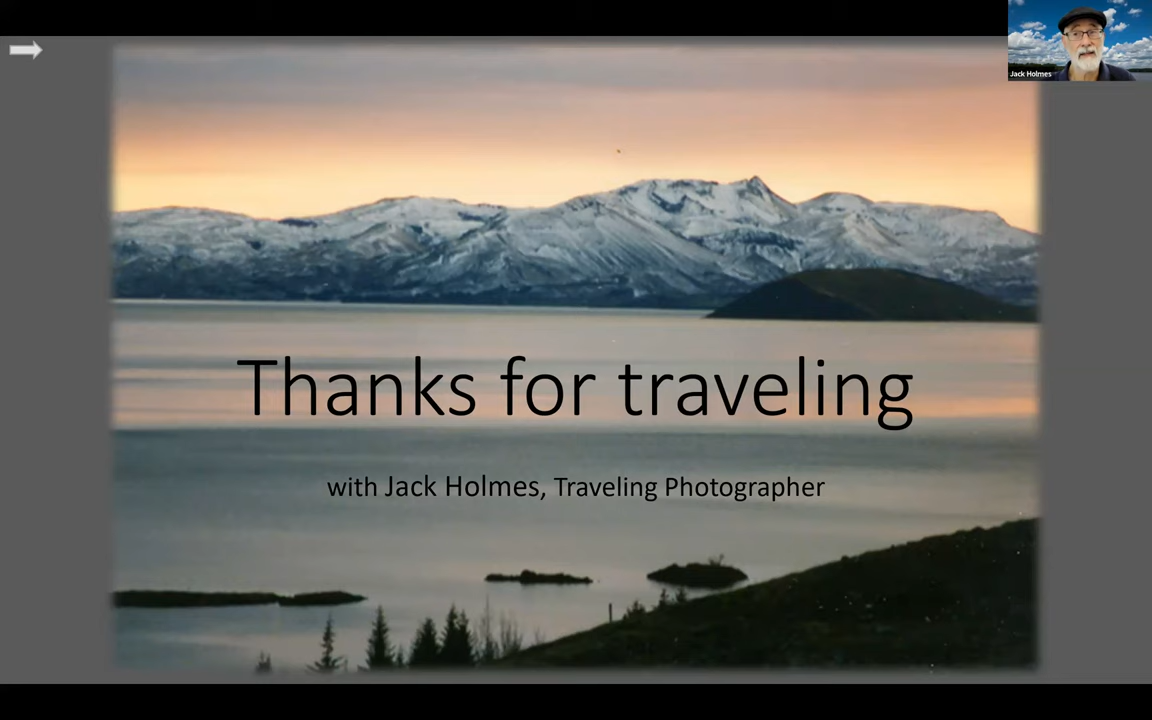 Jack Holmes
Thanks for traveling
with Jack Holmes, Traveling Photographer